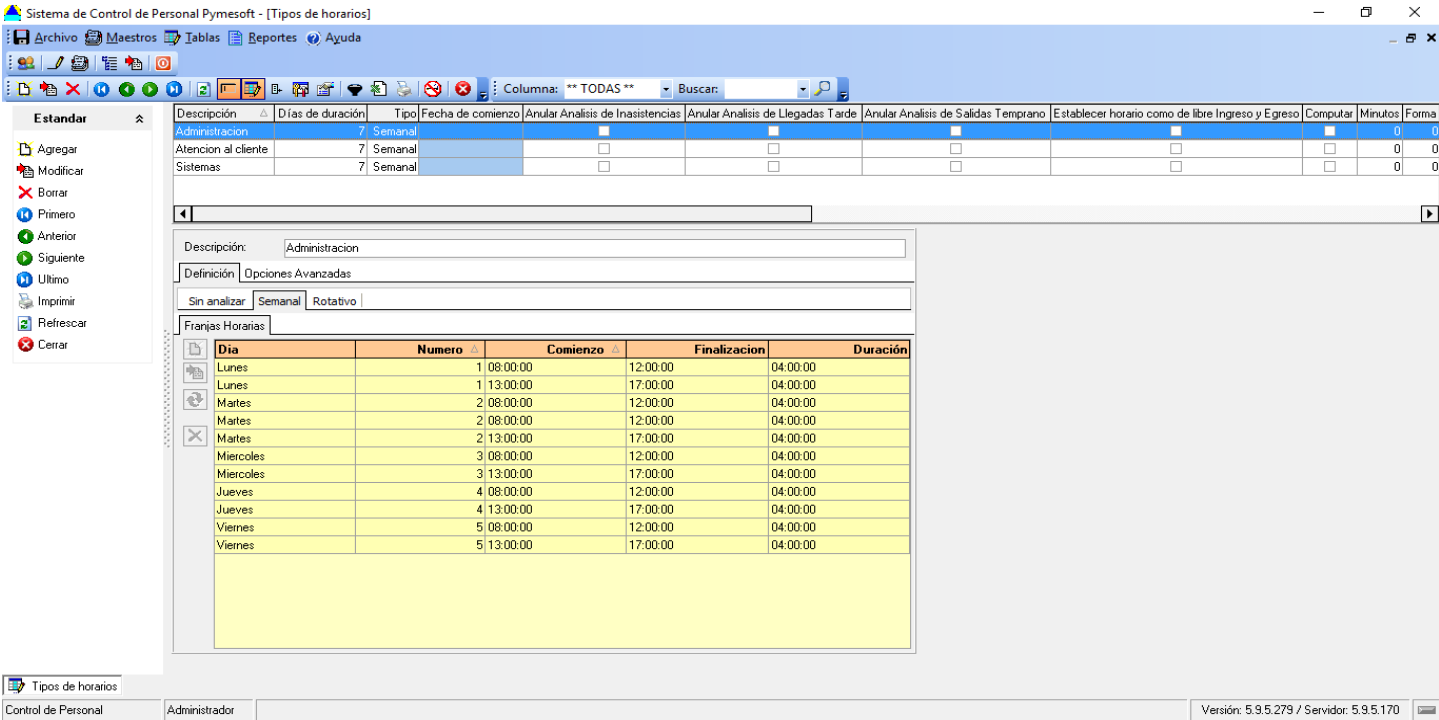 Sistema de Control de Personal Pymesoft - [Tipos de horarios]
Archivo Maestros Tablas Reportes Ayuda
Columna: ** TODAS ** Buscar:
Estandar
Agregar
Modificar
Borrar
Primero
Anterior
Siguiente
Ultimo
Imprimir
Refrescar
Cerrar
Descripción Días de duración Tipo Fecha de comienzo Anular Analisis de Inasistencias Anular Analisis de Llegadas Tarde Anular Analisis de Salidas Temprano Establecer horario como de libre Ingreso y Egreso Computar Minutos Forma
Administracion 7 Semanal 0 0
Atencion al cliente 7 Semanal 0 0
Sistemas 7 Semanal 0 0
Descripción: Administracion
Definición Opciones Avanzadas
Sin analizar Semanal Rotativo
Franjas Horarias
Dia Numero Comienzo Finalizacion Duración
Lunes 1 08:00:00 12:00:00 04:00:00
Lunes 1 13:00:00 17:00:00 04:00:00
Martes 2 08:00:00 12:00:00 04:00:00
Martes 2 08:00:00 12:00:00 04:00:00
Martes 2 13:00:00 17:00:00 04:00:00
Miercoles 3 08:00:00 12:00:00 04:00:00
Miercoles 3 13:00:00 17:00:00 04:00:00
Jueves 4 08:00:00 12:00:00 04:00:00
Jueves 4 13:00:00 17:00:00 04:00:00
Viernes 5 08:00:00 12:00:00 04:00:00
Viernes 5 13:00:00 17:00:00 04:00:00
Tipos de horarios
Control de Personal Administrador Versión: 5.9.5.279 / Servidor: 5.9.5.170